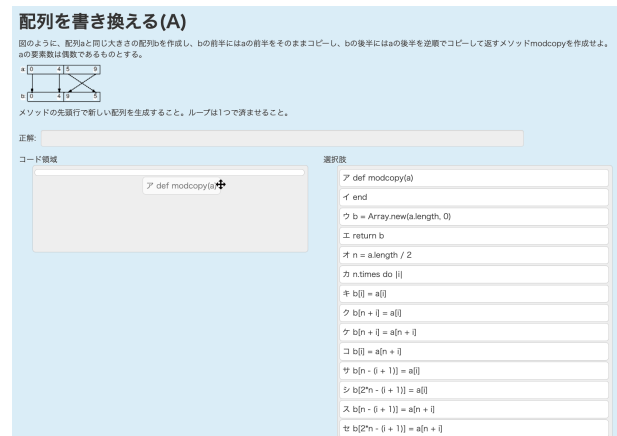 配列を書き換える(A)
図のように、配列aと同じ大きさの配列bを作成し、bの前半にはaの前半をそのままコピーし、bの後半にはaの後半を逆順でコピーして返すメソッドmodcopyを作成せよ。
aの要素数は偶数であるものとする。
a: 0 4 5 9
b: 0 4 9 5
メソッドの先頭行で新しい配列を生成すること。ループは1つで済ませること。
正解:
コード領域
ア def modcopy(a)
選択肢
ア def modcopy(a)
イ end
ウ b = Array.new(a.length, 0)
エ return b
オ n = a.length / 2
カ n.times do |i|
キ b[i] = a[i]
ク b[n + i] = a[i]
ケ b[n + i] = a[n + i]
コ b[i] = a[n + i]
サ b[n - (i + 1)] = a[i]
シ b[2*n - (i + 1)] = a[i]
ス b[n - (i + 1)] = a[n + i]
セ b[2*n - (i + 1)] = a[n + i]